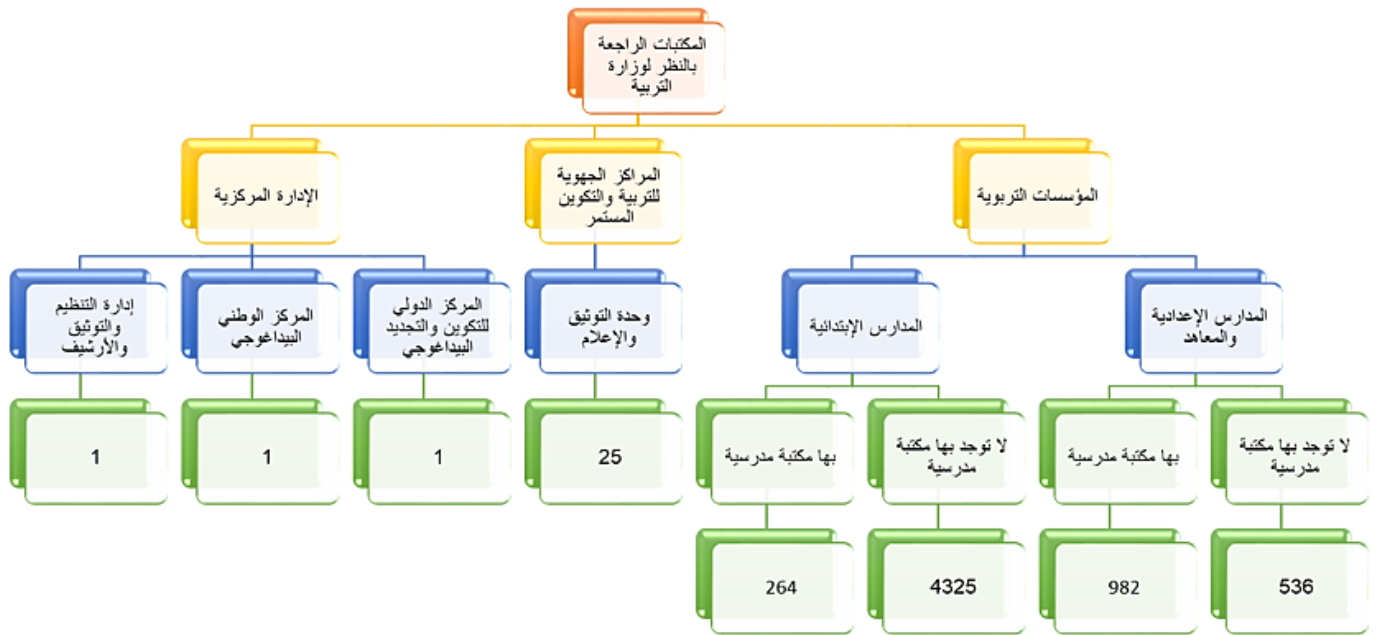 المكتبات الراجعة
بالنظر لوزارة
التربية
المؤسسات التربوية
المراكز الجهوية
للتربية والتكوين
المستمر
الإدارة المركزية
المدارس الإعدادية
والمعاهد
المدارس الإبتدائية
وحدة التوثيق
والإعلام
المركز الدولي
للتكوين والتجديد
البيداغوجي
المركز الوطني
البيداغوجي
إدارة التنظيم
والتوثيق
والأرشيف
لا توجد بها مكتبة
مدرسية
بها مكتبة مدرسية
لا توجد بها مكتبة
مدرسية
بها مكتبة مدرسية
25
1
1
1
536
982
4325
264